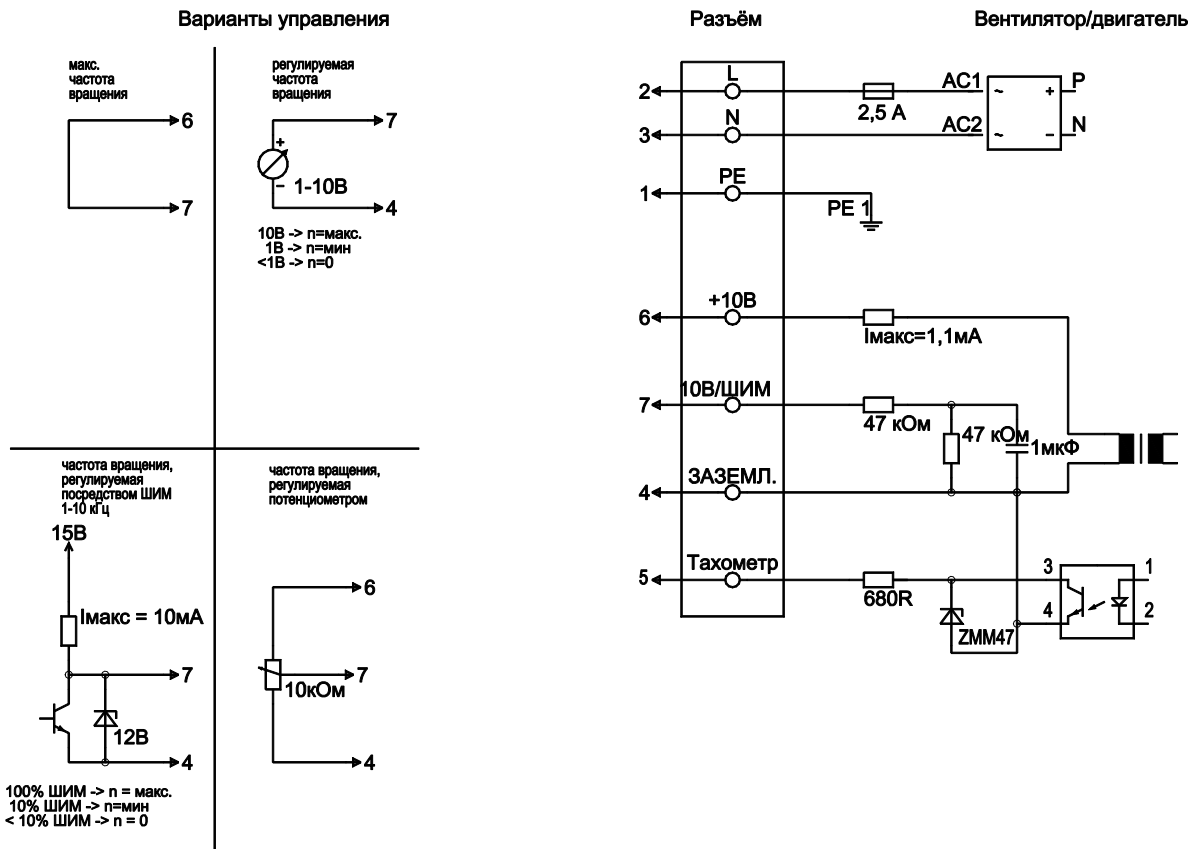 Варианты управления
Разъём
Вентилятор/двигатель
макс.
частота
вращения
6
7
регулируемая
частота
вращения
7
+
1-10В
–
4
10В -> n=макс.
1В -> n=мин
<1В -> n=0
частота вращения,
регулируемая
посредством ШИМ
1-10 кГц
15В
Iмакс = 10мА
7
12В
4
100% ШИМ -> n = макс.
10% ШИМ -> n=мин
< 10% ШИМ -> n = 0
частота вращения,
регулируемая
потенциометром
6
7
10кОм
4
2
L
2,5 А
AC1
~
+
P
3
N
AC2
~
–
N
1
PE
PE 1
6
+10В
Iмакс=1,1мА
7
10В/ШИМ
47 кОм
47 кОм
1мкФ
4
ЗАЗЕМЛ.
5
Тахометр
680R
ZMM47
3
1
4
2